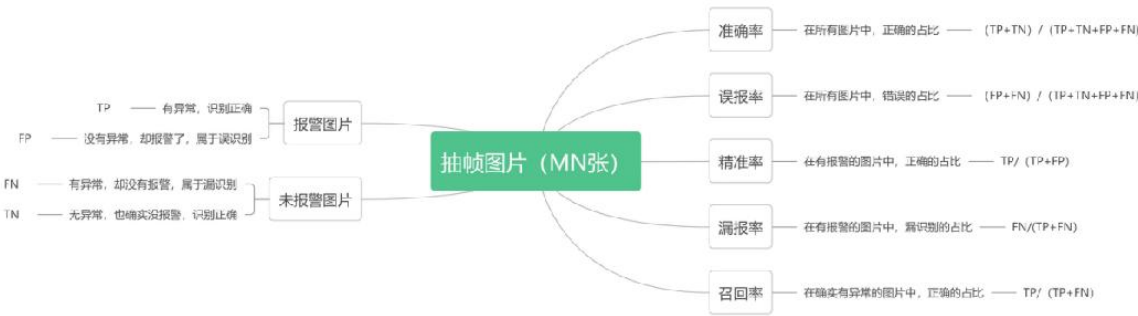 抽帧图片（MN张）
报警图片
TP
有异常，识别正确
FP
没有异常，却报警了，属于误识别
未报警图片
FN
有异常，却没有报警，属于漏识别
TN
无异常，也确实没报警，识别正确
准确率
在所有图片中，正确的占比
（TP+TN）/（TP+TN+FP+FN）
误报率
在所有图片中，错误的占比
（FP+FN）/（TP+TN+FP+FN）
精准率
在有报警的图片中，正确的占比
TP/（TP+FP）
漏报率
在有报警的图片中，漏识别的占比
FN/(TP+FN)
召回率
在确实有异常的图片中，正确的占比
TP/（TP+FN）